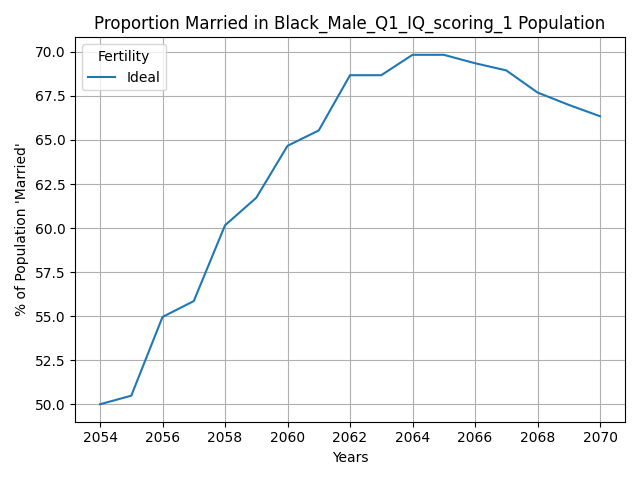 Proportion Married in Black_Male_Q1_IQ_scoring_1 Population
Fertility
Ideal
% of Population 'Married'
70.0
67.5
65.0
62.5
60.0
57.5
55.0
52.5
50.0
2054 2056 2058 2060 2062 2064 2066 2068 2070
Years